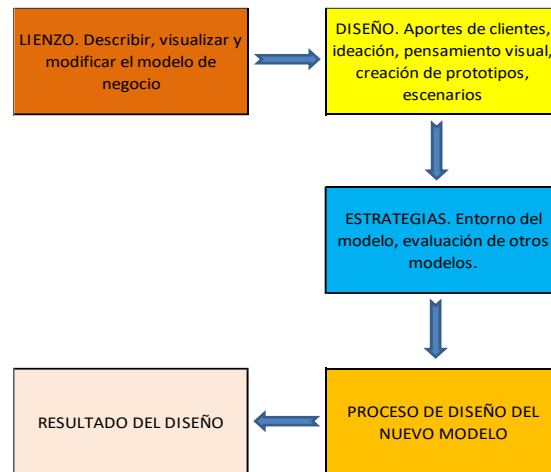 LIENZO. Describir, visualizar y
modificar el modelo de
negocio
DISEÑO. Aportes de clientes,
ideación, pensamiento visual,
creación de prototipos,
escenarios
ESTRATEGIAS. Entorno del
modelo, evaluación de otros
modelos.
RESULTADO DEL DISEÑO
PROCESO DE DISEÑO DEL
NUEVO MODELO